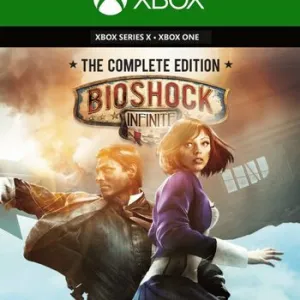 XBOX
XBOX SERIES X • XBOX ONE
THE COMPLETE EDITION
BIOSHOCK
INFINITE